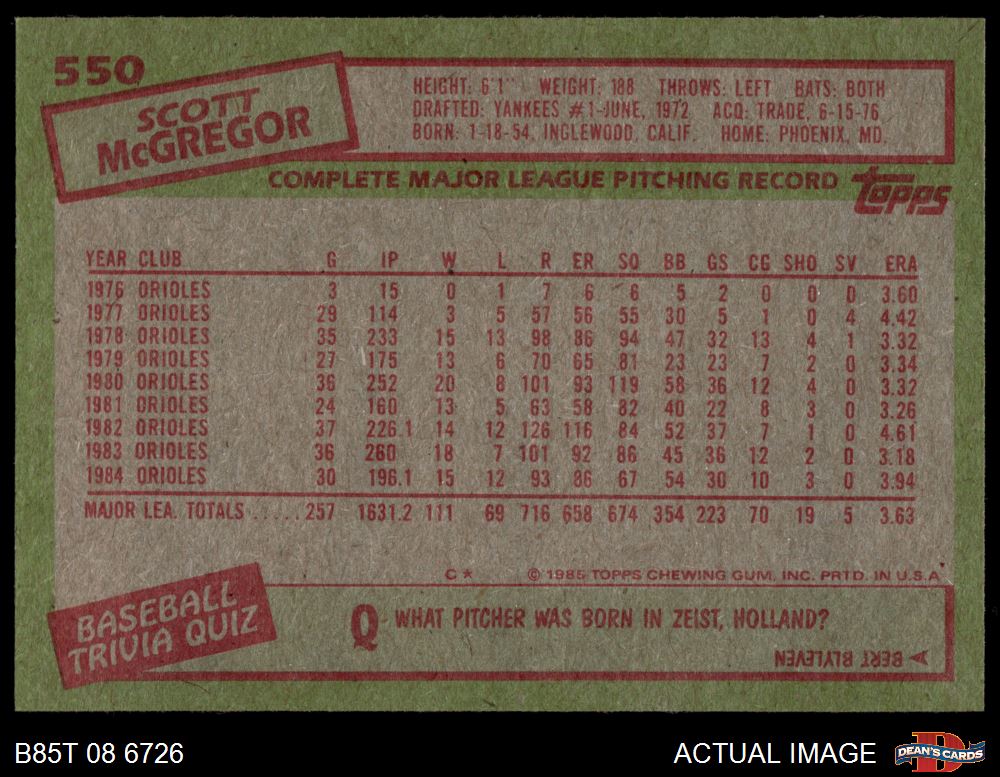 550
SCOTT
McGREGOR
HEIGHT: 6'1" WEIGHT: 188 THROWS: LEFT BATS: BOTH
DRAFTED: YANKEES #1-JUNE, 1972 ACQ: TRADE, 6-15-76
BORN: 1-18-54, INGLEWOOD, CALIF. HOME: PHOENIX, MD.
COMPLETE MAJOR LEAGUE PITCHING RECORD
topps
YEAR CLUB G IP W L R ER SO BB GS CG SHO SV ERA
1976 ORIOLES 3 15 0 1 7 6 6 5 2 0 0 0 3.60
1977 ORIOLES 29 114 3 5 57 56 55 30 5 1 0 4 4.42
1978 ORIOLES 35 233 15 13 98 86 94 47 32 13 4 1 3.32
1979 ORIOLES 27 175 13 6 70 65 81 23 23 7 2 0 3.34
1980 ORIOLES 36 252 20 8 101 93 119 58 36 12 4 0 3.32
1981 ORIOLES 24 160 13 5 63 58 82 40 22 8 3 0 3.26
1982 ORIOLES 37 226.1 14 12 126 116 84 52 37 7 1 0 4.61
1983 ORIOLES 36 260 18 7 101 92 86 45 36 12 2 0 3.18
1984 ORIOLES 30 196.1 15 12 93 86 67 54 30 10 3 0 3.94
MAJOR LEA. TOTALS .....257 1631.2 111 69 716 658 674 354 223 70 19 5 3.63
C★ © 1985 TOPPS CHEWING GUM, INC. PRTD. IN U.S.A.
BASEBALL
TRIVIA QUIZ
Q WHAT PITCHER WAS BORN IN ZEIST, HOLLAND?
A BERT BLYLEVEN
B85T 08 6726
ACTUAL IMAGE
D
DEAN'S CARDS